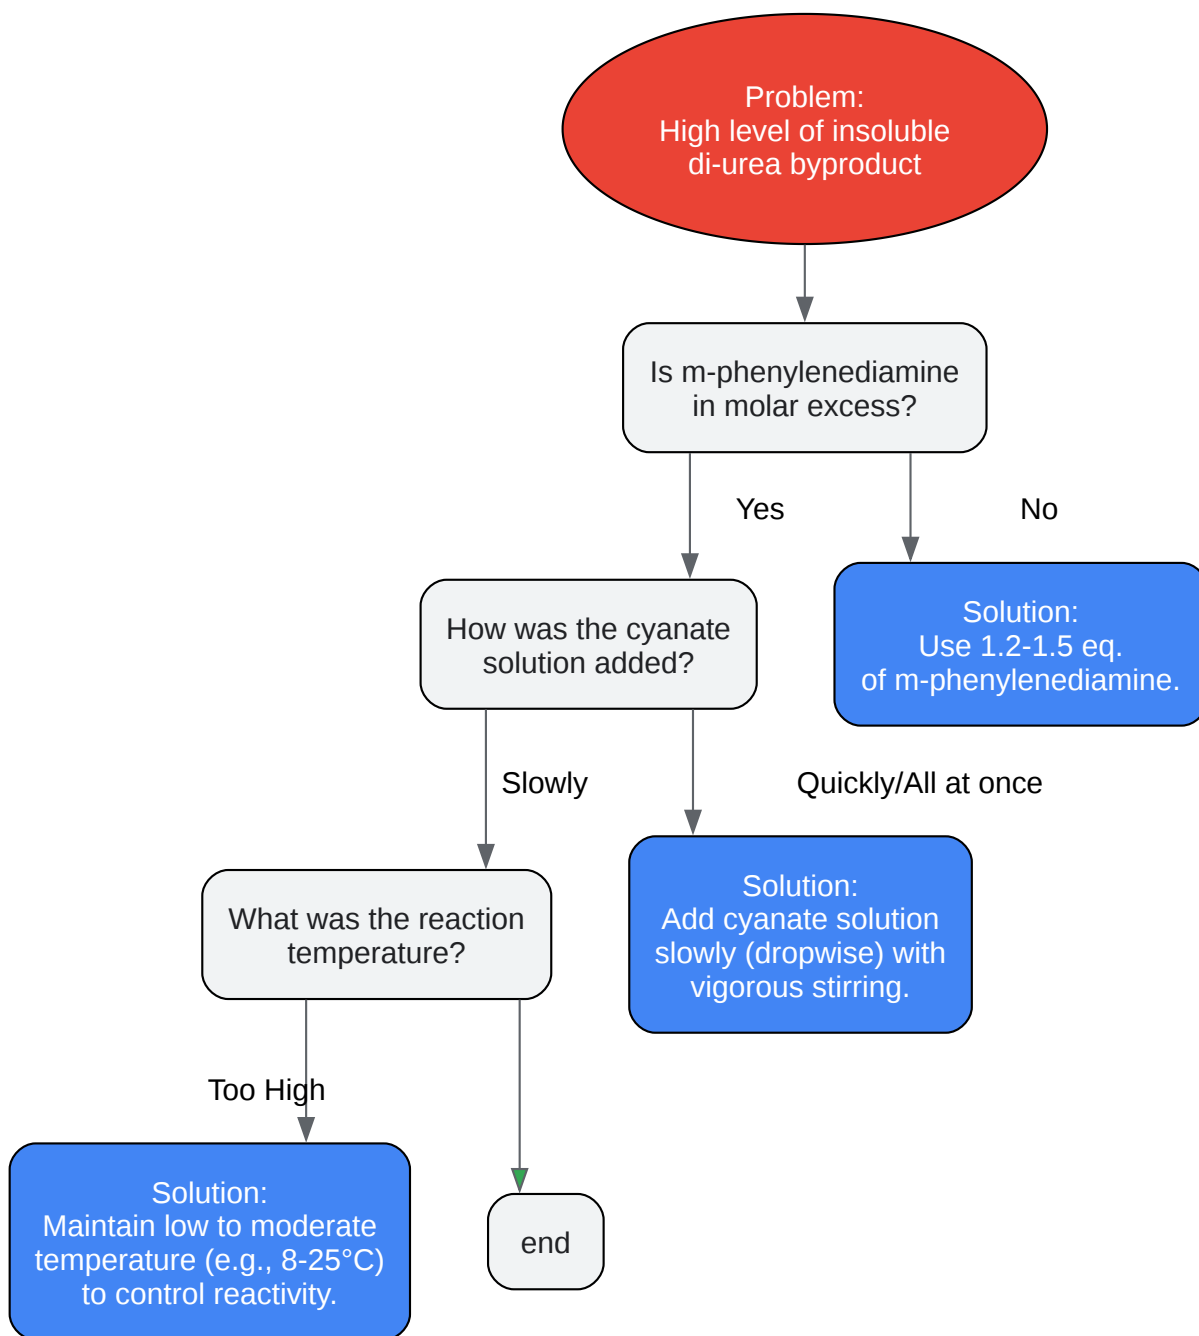 Problem:
High level of insoluble
di-urea byproduct
Is m-phenylenediamine
in molar excess?
Yes
No
How was the cyanate
solution added?
Solution:
Use 1.2-1.5 eq.
of m-phenylenediamine.
Slowly
Quickly/All at once
What was the reaction
temperature?
Solution:
Add cyanate solution
slowly (dropwise) with
vigorous stirring.
Too High
Solution:
Maintain low to moderate
temperature (e.g., 8-25°C)
to control reactivity.
end